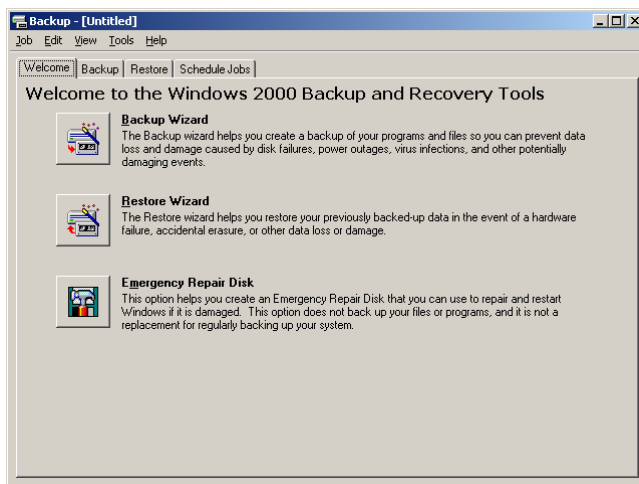 Backup - [Untitled]
Job Edit View Tools Help
Welcome Backup Restore Schedule Jobs
Welcome to the Windows 2000 Backup and Recovery Tools
Backup Wizard
The Backup wizard helps you create a backup of your programs and files so you can prevent data
loss and damage caused by disk failures, power outages, virus infections, and other potentially
damaging events.
Restore Wizard
The Restore wizard helps you restore your previously backed-up data in the event of a hardware
failure, accidental erasure, or other data loss or damage.
Emergency Repair Disk
This option helps you create an Emergency Repair Disk that you can use to repair and restart
Windows if it is damaged.  This option does not back up your files or programs, and it is not a
replacement for regularly backing up your system.